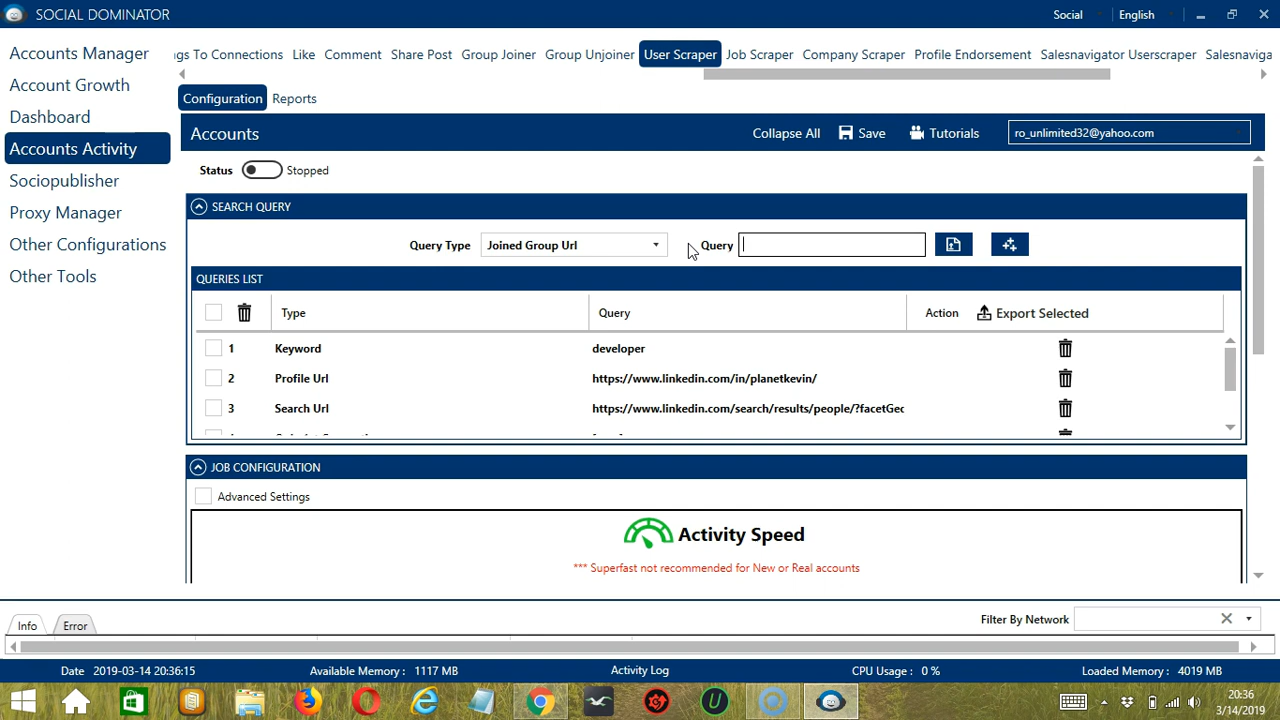 SOCIAL DOMINATOR
Social
English
Accounts Manager
Account Growth
Dashboard
Accounts Activity
Sociopublisher
Proxy Manager
Other Configurations
Other Tools
ngs To Connections Like Comment Share Post Group Joiner Group Unjoiner User Scraper Job Scraper Company Scraper Profile Endorsement Salesnavigator Userscraper Salesnaviga
Configuration Reports
Accounts Collapse All Save Tutorials ro_unlimited32@yahoo.com
Status Stopped
SEARCH QUERY
Query Type Joined Group Url Query
QUERIES LIST
Type Query Action Export Selected
1 Keyword developer
2 Profile Url https://www.linkedin.com/in/planetkevin/
3 Search Url https://www.linkedin.com/search/results/people/?facetGec
JOB CONFIGURATION
Advanced Settings
Activity Speed
*** Superfast not recommended for New or Real accounts
Info Error Filter By Network
Date 2019-03-14 20:36:15 Available Memory : 1117 MB Activity Log CPU Usage : 0 % Loaded Memory : 4019 MB
20:36
3/14/2019